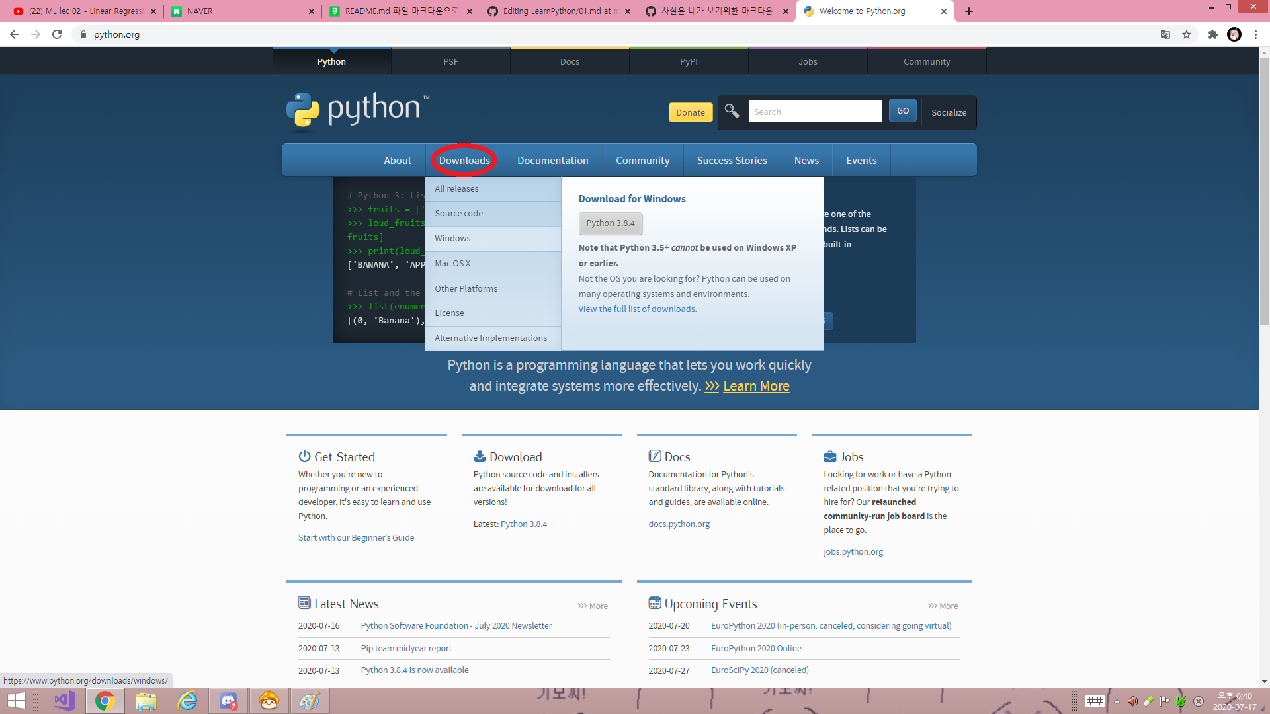 (22) ML lec 02 - Linear Regressi
NAVER
README.md 파일 마크다운으로
Editing LearnPython/01.md at m
사실은 내가 보기위한 마크다운
Welcome to Python.org
python.org
Python
PSF
Docs
PyPI
Jobs
Community
python™
Donate
Search
GO
Socialize
About
Downloads
Documentation
Community
Success Stories
News
Events
# Python 3: Lis
>>> fruits = ['
>>> loud_fruits
fruits]
>>> print(loud_
['BANANA', 'APP
# List and the
>>> list(enumer
[(0, 'Banana'),
All releases
Source code
Windows
Mac OS X
Other Platforms
License
Alternative Implementations
Download for Windows
Python 3.8.4
Note that Python 3.5+ cannot be used on Windows XP
or earlier.
Not the OS you are looking for? Python can be used on
many operating systems and environments.
View the full list of downloads.
re one of the
nds. Lists can be
built in
Python is a programming language that lets you work quickly
and integrate systems more effectively. >>> Learn More
Get Started
Whether you're new to
programming or an experienced
developer, it's easy to learn and use
Python.
Start with our Beginner's Guide
Download
Python source code and installers
are available for download for all
versions!
Latest: Python 3.8.4
Docs
Documentation for Python's
standard library, along with tutorials
and guides, are available online.
docs.python.org
Jobs
Looking for work or have a Python
related position that you're trying to
hire for? Our relaunched
community-run job board is the
place to go.
jobs.python.org
Latest News
>>> More
2020-07-16 Python Software Foundation - July 2020 Newsletter
2020-07-13 Pip team midyear report
2020-07-13 Python 3.8.4 is now available
Upcoming Events
>>> More
2020-07-20 EuroPython 2020 (in-person: canceled, considering going virtual)
2020-07-23 EuroPython 2020 Online
2020-07-27 EuroSciPy 2020 (canceled)
https://www.python.org/downloads/windows/
오후 6:40
2020-07-17